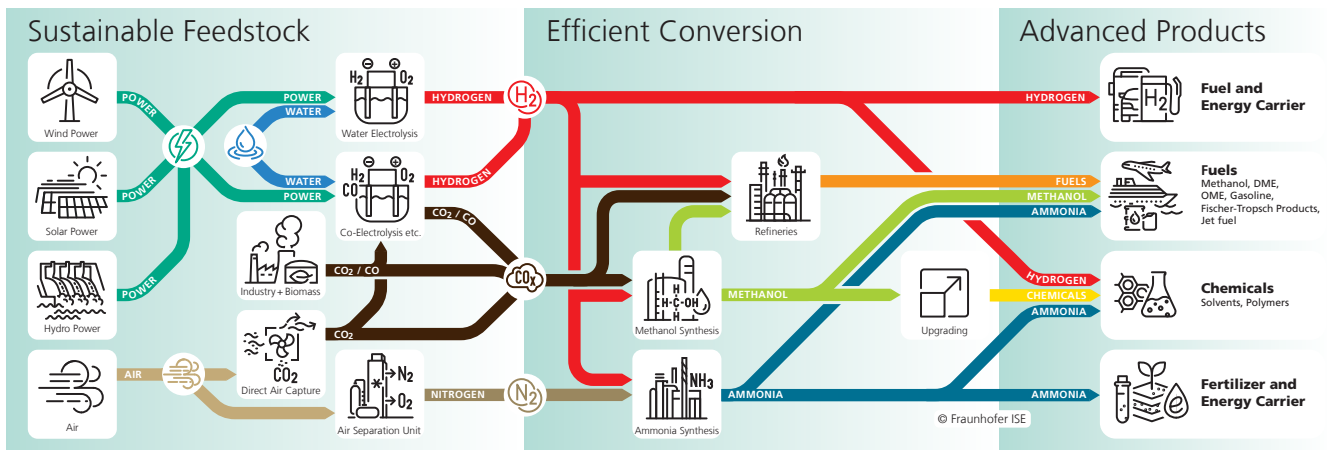 Sustainable Feedstock
Efficient Conversion
Advanced Products
Wind Power
POWER
Solar Power
POWER
Hydro Power
POWER
Air
AIR
POWER
WATER
H2
O2
Water Electrolysis
WATER
POWER
H2
CO
O2
Co-Electrolysis etc.
Industry + Biomass
CO2 / CO
CO2 / CO
CO2
Direct Air Capture
CO2
N2
O2
Air Separation Unit
HYDROGEN
HYDROGEN
H2
COx
NITROGEN
N2
Refineries
H
H-C-OH
H
Methanol Synthesis
METHANOL
NH3
Ammonia Synthesis
AMMONIA
Upgrading
HYDROGEN
FUELS
METHANOL
AMMONIA
HYDROGEN
CHEMICALS
AMMONIA
AMMONIA
© Fraunhofer ISE
H2
Fuel and
Energy Carrier
Fuels
Methanol, DME,
OME, Gasoline,
Fischer-Tropsch Products,
Jet fuel
Chemicals
Solvents, Polymers
Fertilizer and
Energy Carrier